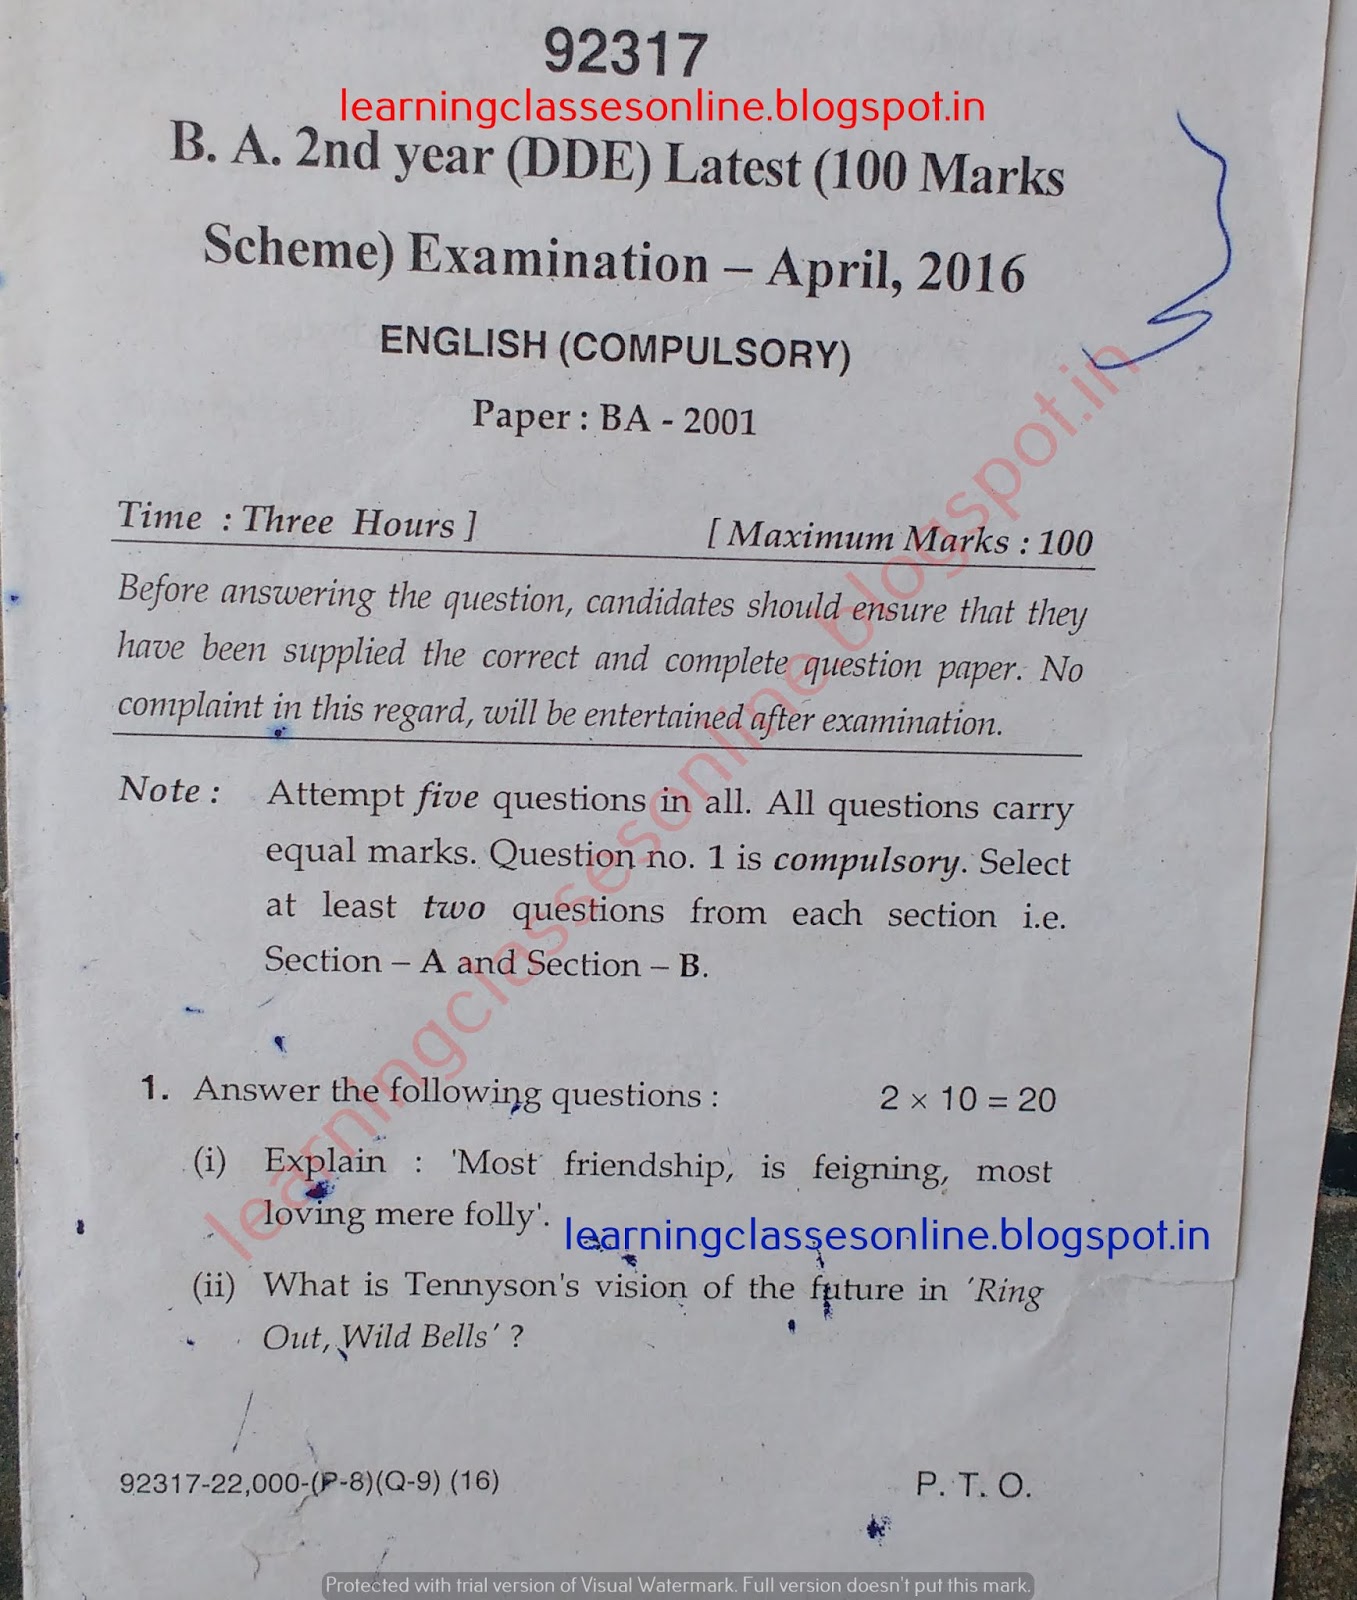 92317
learningclassesonline.blogspot.in
B. A. 2nd year (DDE) Latest (100 Marks
Scheme) Examination – April, 2016
ENGLISH (COMPULSORY)
Paper : BA - 2001
Time : Three Hours ] [ Maximum Marks : 100
Before answering the question, candidates should ensure that they
have been supplied the correct and complete question paper. No
complaint in this regard, will be entertained after examination.
Note : Attempt five questions in all. All questions carry
equal marks. Question no. 1 is compulsory. Select
at least two questions from each section i.e.
Section – A and Section – B.
learningclassesonline.blogspot.in
1. Answer the following questions : 2 × 10 = 20
(i) Explain : 'Most friendship, is feigning, most
loving mere folly'.
learningclassesonline.blogspot.in
(ii) What is Tennyson's vision of the future in 'Ring
Out, Wild Bells' ?
92317-22,000-(P-8)(Q-9) (16) P. T. O.
Protected with trial version of Visual Watermark. Full version doesn't put this mark.